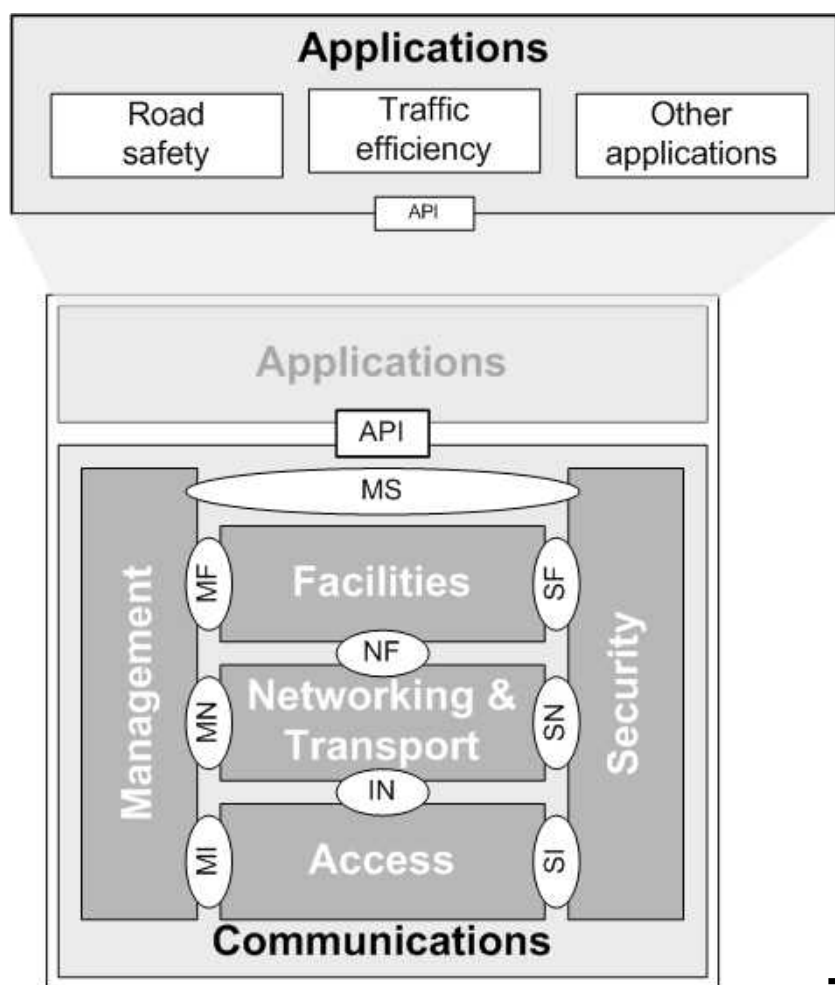 Applications
Road
safety
Traffic
efficiency
Other
applications
API
Applications
API
MS
Management
MF
Facilities
SF
Security
NF
MN
Networking &
Transport
SN
IN
MI
Access
SI
Communications